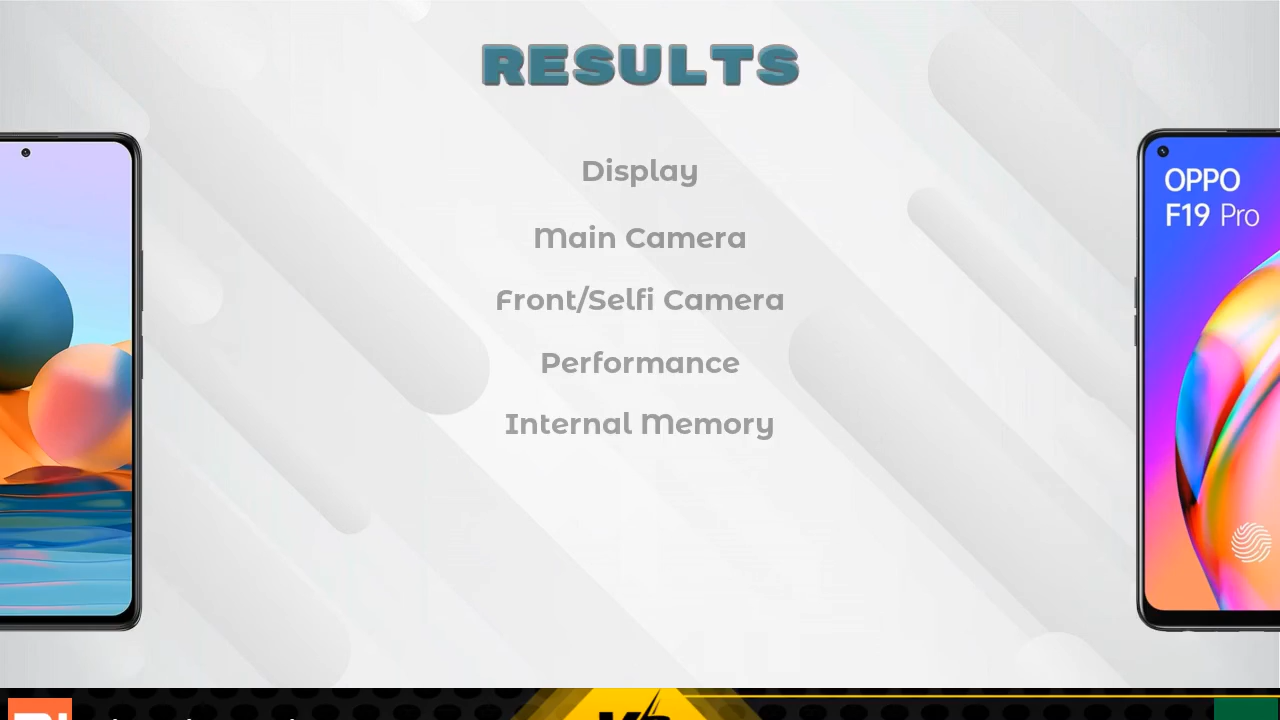 RESULTS
Display
Main Camera
Front/Selfi Camera
Performance
Internal Memory
OPPO
F19 Pro